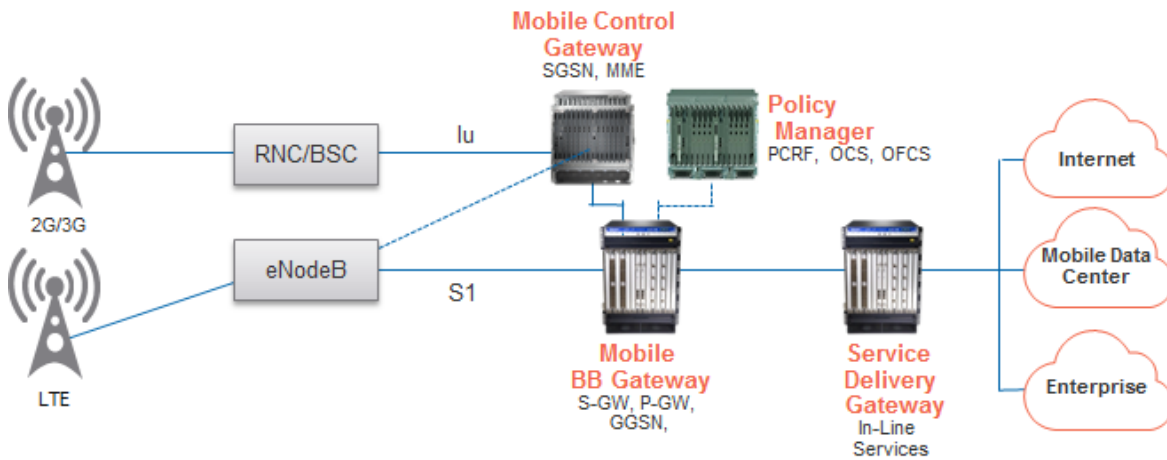 Mobile Control
Gateway
SGSN, MME
Policy
Manager
PCRF, OCS, OFCS
RNC/BSC
Iu
2G/3G
eNodeB
S1
LTE
Mobile
BB Gateway
S-GW, P-GW,
GGSN,
Service
Delivery
Gateway
In-Line
Services
Internet
Mobile Data
Center
Enterprise